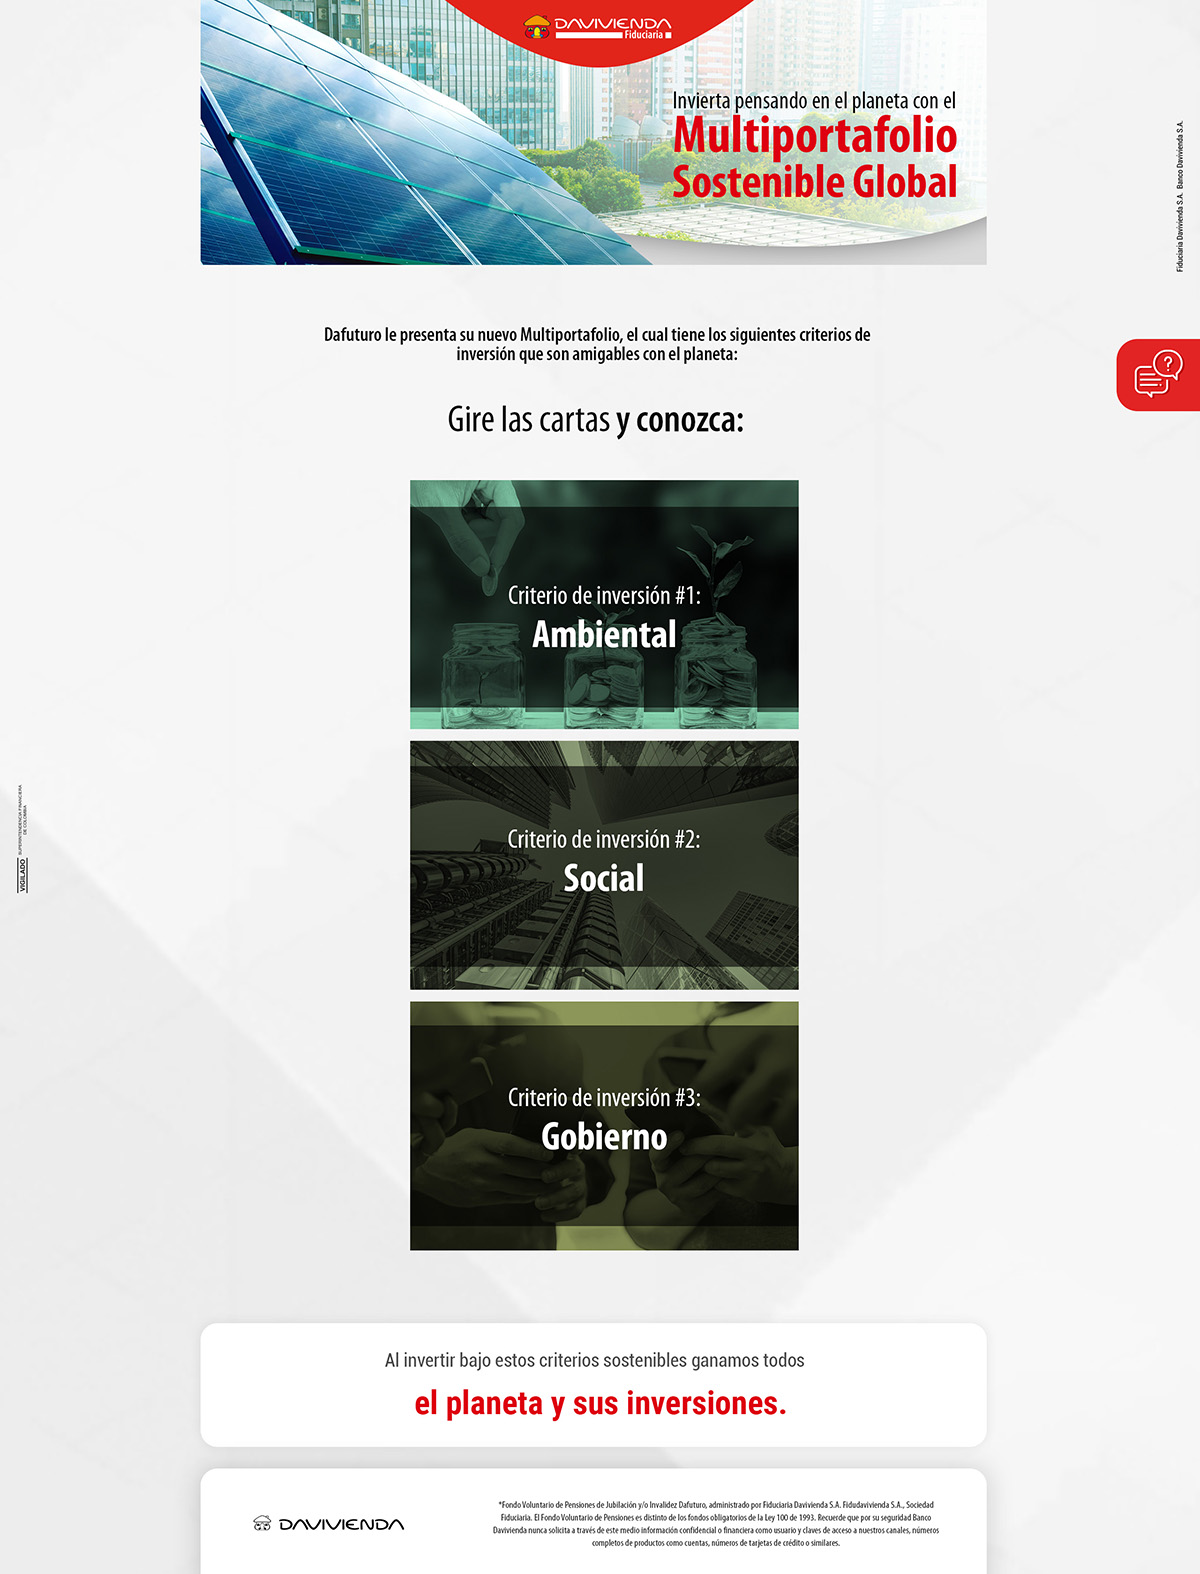 DAVIVIENDA
Fiduciaria
Invierta pensando en el planeta con el
Multiportafolio
Sostenible Global
Fiduciaria Davivienda S.A. Banco Davivienda S.A.
Dafuturo le presenta su nuevo Multiportafolio, el cual tiene los siguientes criterios de
inversión que son amigables con el planeta:
?
Gire las cartas y conozca:
Criterio de inversión #1:
Ambiental
Criterio de inversión #2:
Social
VIGILADO
SUPERINTENDENCIA FINANCIERA
DE COLOMBIA
Criterio de inversión #3:
Gobierno
Al invertir bajo estos criterios sostenibles ganamos todos
el planeta y sus inversiones.
DAVIVIENDA
*Fondo Voluntario de Pensiones de Jubilación y/o Invalidez Dafuturo, administrado por Fiduciaria Davivienda S.A. Fidudavivienda S.A., Sociedad
Fiduciaria. El Fondo Voluntario de Pensiones es distinto de los fondos obligatorios de la Ley 100 de 1993. Recuerde que por su seguridad Banco
Davivienda nunca solicita a través de este medio información confidencial o financiera como usuario y claves de acceso a nuestros canales, números
completos de productos como cuentas, números de tarjetas de crédito o similares.